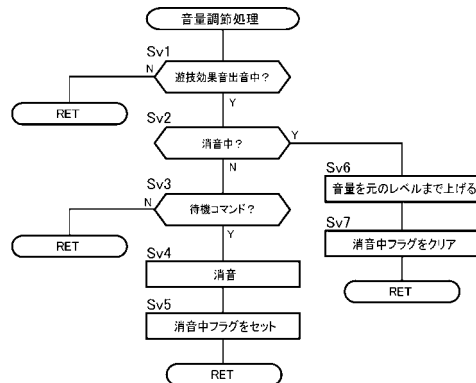 音量調節処理
Sv1
遊技効果音出音中?
N
Y
RET
Sv2
消音中?
Y
N
Sv3
待機コマンド?
N
Y
RET
Sv4
消音
Sv5
消音中フラグをセット
RET
Sv6
音量を元のレベルまで上げる
Sv7
消音中フラグをクリア
RET